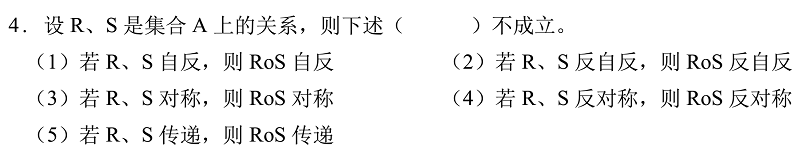 4．设 R、S 是集合 A 上的关系，则下述（　　　）不成立。
（1）若 R、S 自反，则 RoS 自反　　　（2）若 R、S 反自反，则 RoS 反自反
（3）若 R、S 对称，则 RoS 对称　　　（4）若 R、S 反对称，则 RoS 反对称
（5）若 R、S 传递，则 RoS 传递